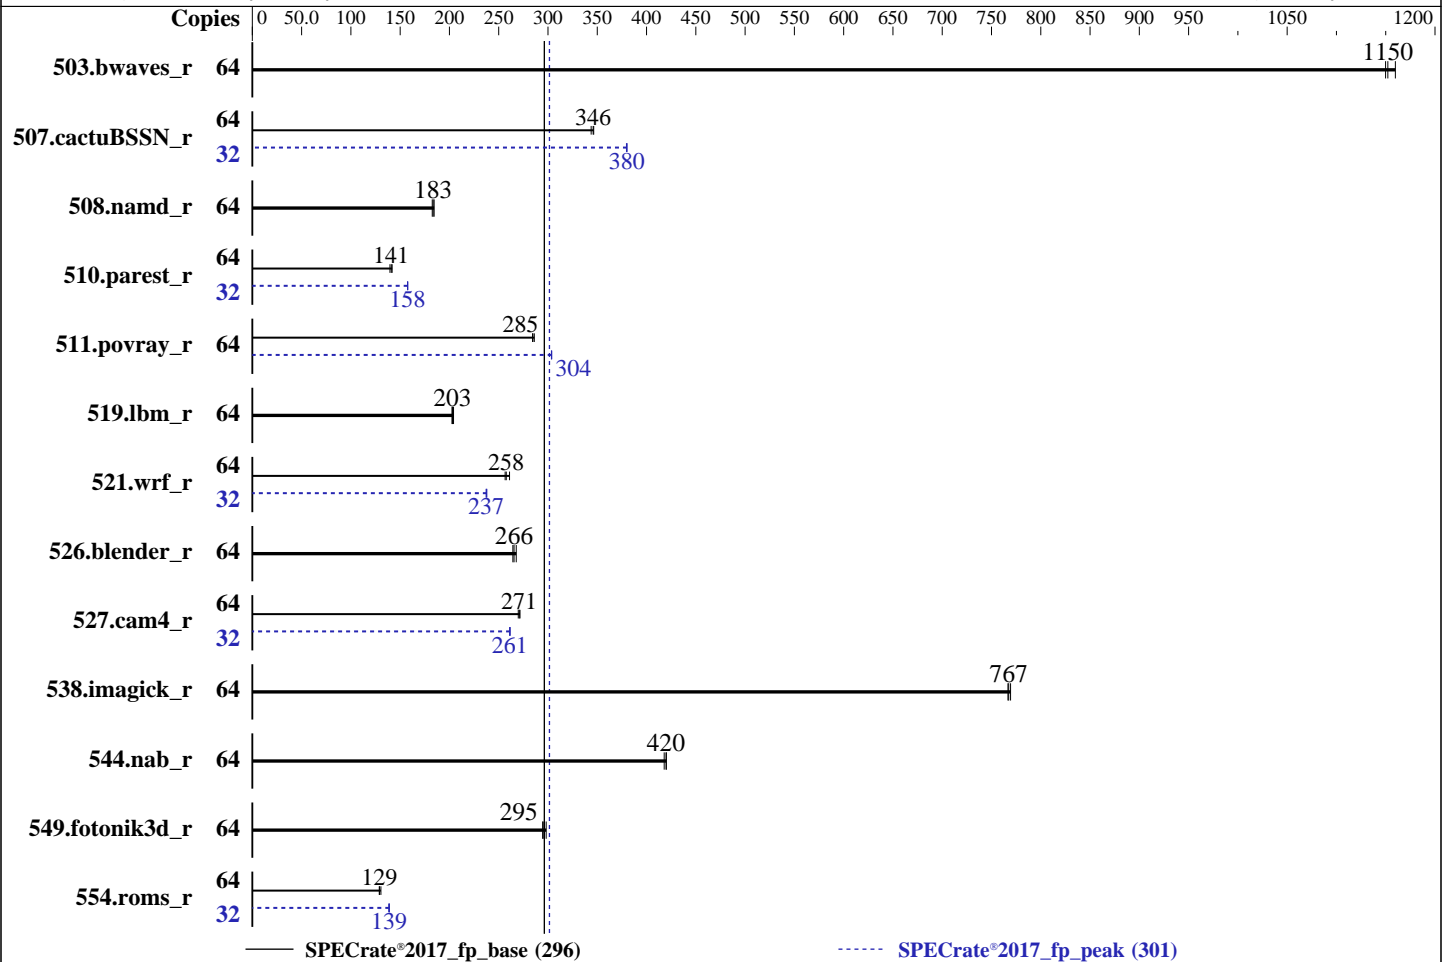 Copies 0 50.0 100 150 200 250 300 350 400 450 500 550 600 650 700 750 800 850 900 950 1050 1200
503.bwaves_r 64 1150
507.cactuBSSN_r 64 346
32 380
508.namd_r 64 183
510.parest_r 64 141
32 158
511.povray_r 64 285
304
519.lbm_r 64 203
521.wrf_r 64 258
32 237
526.blender_r 64 266
527.cam4_r 64 271
32 261
538.imagick_r 64 767
544.nab_r 64 420
549.fotonik3d_r 64 295
554.roms_r 64 129
32 139
SPECrate®2017_fp_base (296) SPECrate®2017_fp_peak (301)